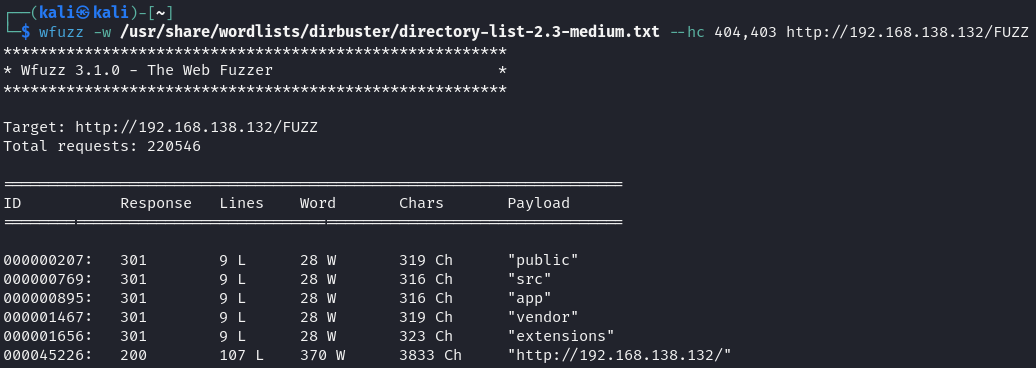 ┌──(kali㉿kali)-[~]
└─$ wfuzz -w /usr/share/wordlists/dirbuster/directory-list-2.3-medium.txt --hc 404,403 http://192.168.138.132/FUZZ
********************************************************
* Wfuzz 3.1.0 - The Web Fuzzer                         *
********************************************************

Target: http://192.168.138.132/FUZZ
Total requests: 220546

=====================================================================
ID           Response   Lines    Word       Chars       Payload
=====================================================================

000000207:   301        9 L      28 W       319 Ch      "public"
000000769:   301        9 L      28 W       316 Ch      "src"
000000895:   301        9 L      28 W       316 Ch      "app"
000001467:   301        9 L      28 W       319 Ch      "vendor"
000001656:   301        9 L      28 W       323 Ch      "extensions"
000045226:   200        107 L    370 W      3833 Ch     "http://192.168.138.132/"